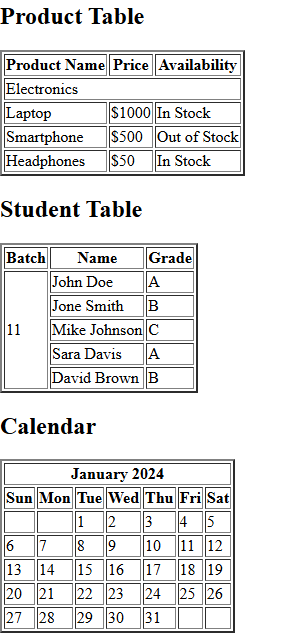 Product Table
Product Name Price Availability
Electronics
Laptop $1000 In Stock
Smartphone $500 Out of Stock
Headphones $50 In Stock
Student Table
Batch Name Grade
11
John Doe A
Jone Smith B
Mike Johnson C
Sara Davis A
David Brown B
Calendar
January 2024
Sun Mon Tue Wed Thu Fri Sat
1 2 3 4 5
6 7 8 9 10 11 12
13 14 15 16 17 18 19
20 21 22 23 24 25 26
27 28 29 30 31